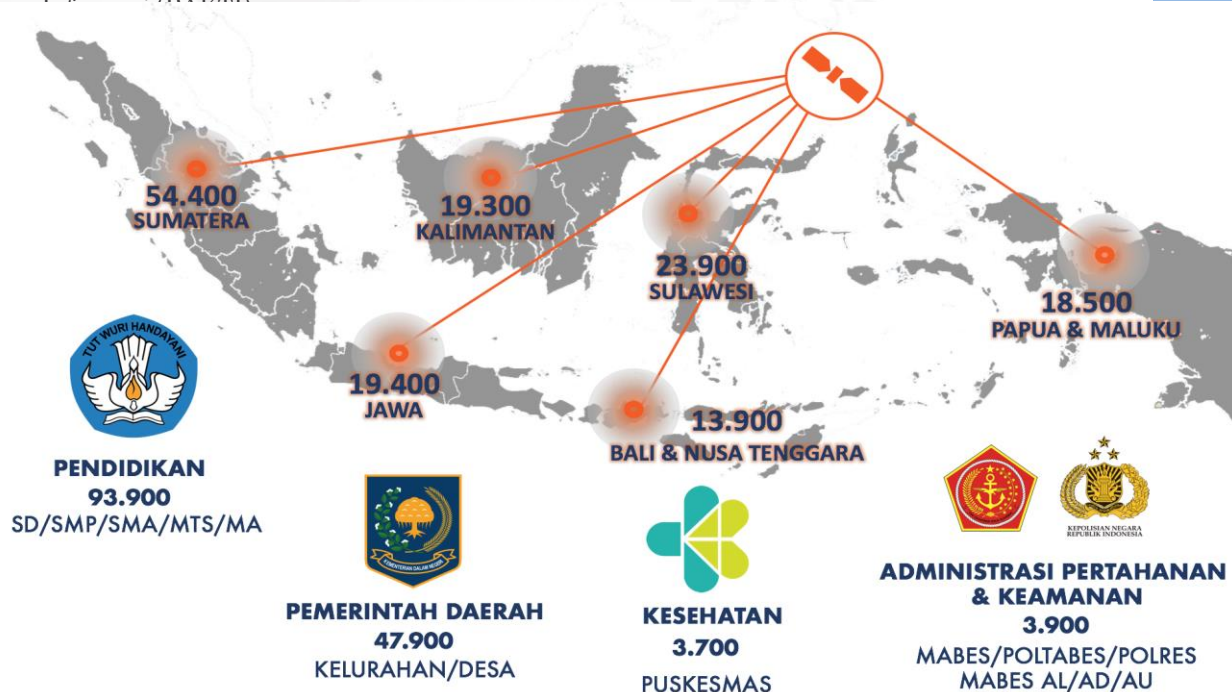 54.400
SUMATERA
19.300
KALIMANTAN
23.900
SULAWESI
18.500
PAPUA & MALUKU
19.400
JAWA
13.900
BALI & NUSA TENGGARA
TUT WURI HANDAYANI
PENDIDIKAN
93.900
SD/SMP/SMA/MTS/MA
KEMENTERIAN DALAM NEGERI
PEMERINTAH DAERAH
47.900
KELURAHAN/DESA
KESEHATAN
3.700
PUSKESMAS
KEPOLISIAN NEGARA
REPUBLIK INDONESIA
ADMINISTRASI PERTAHANAN
& KEAMANAN
3.900
MABES/POLTABES/POLRES
MABES AL/AD/AU